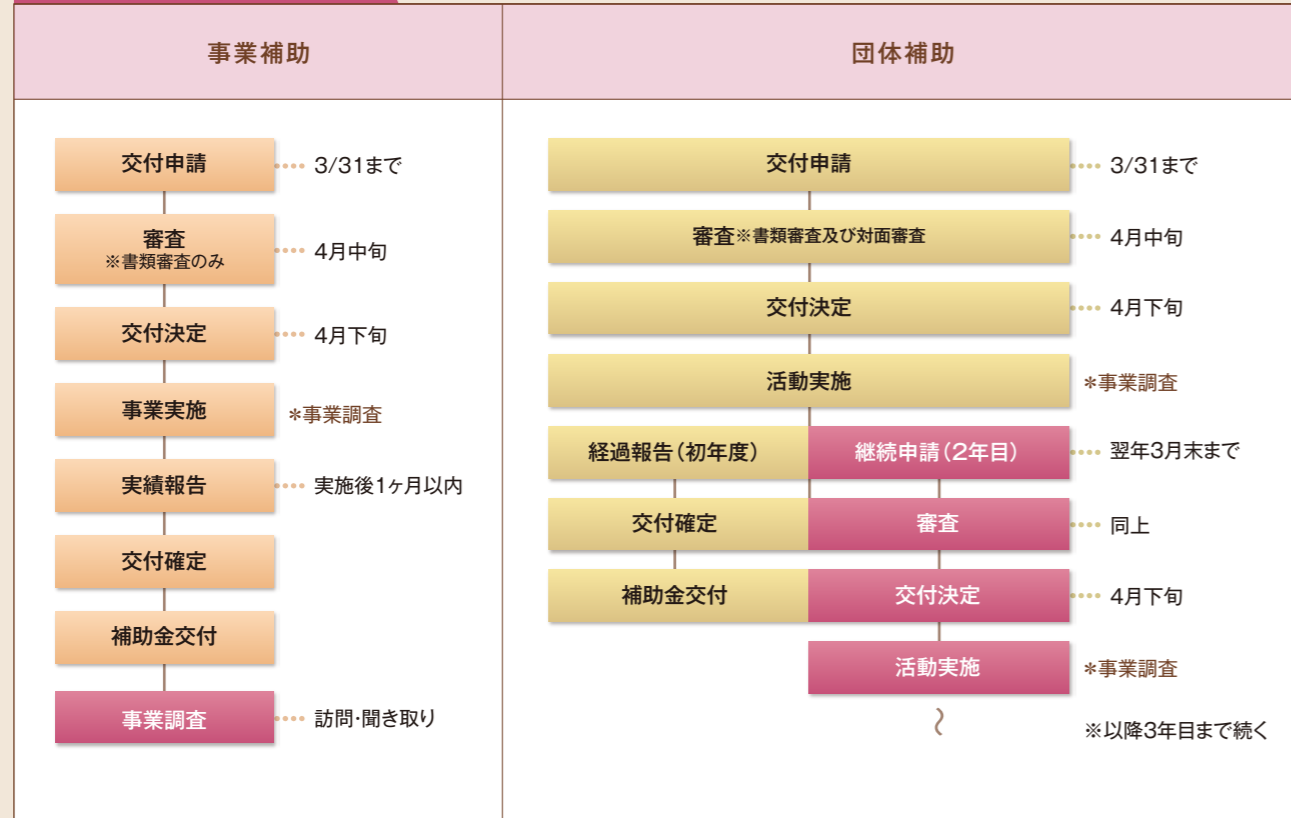 事業補助
交付申請
3/31まで
審査
※書類審査のみ
4月中旬
交付決定
4月下旬
事業実施
＊事業調査
実績報告
実施後1ヶ月以内
交付確定
補助金交付
事業調査
訪問・聞き取り
団体補助
交付申請
3/31まで
審査※書類審査及び対面審査
4月中旬
交付決定
4月下旬
活動実施
＊事業調査
経過報告（初年度）
継続申請（2年目）
翌年3月末まで
交付確定
審査
同上
補助金交付
交付決定
4月下旬
活動実施
＊事業調査
※以降3年目まで続く